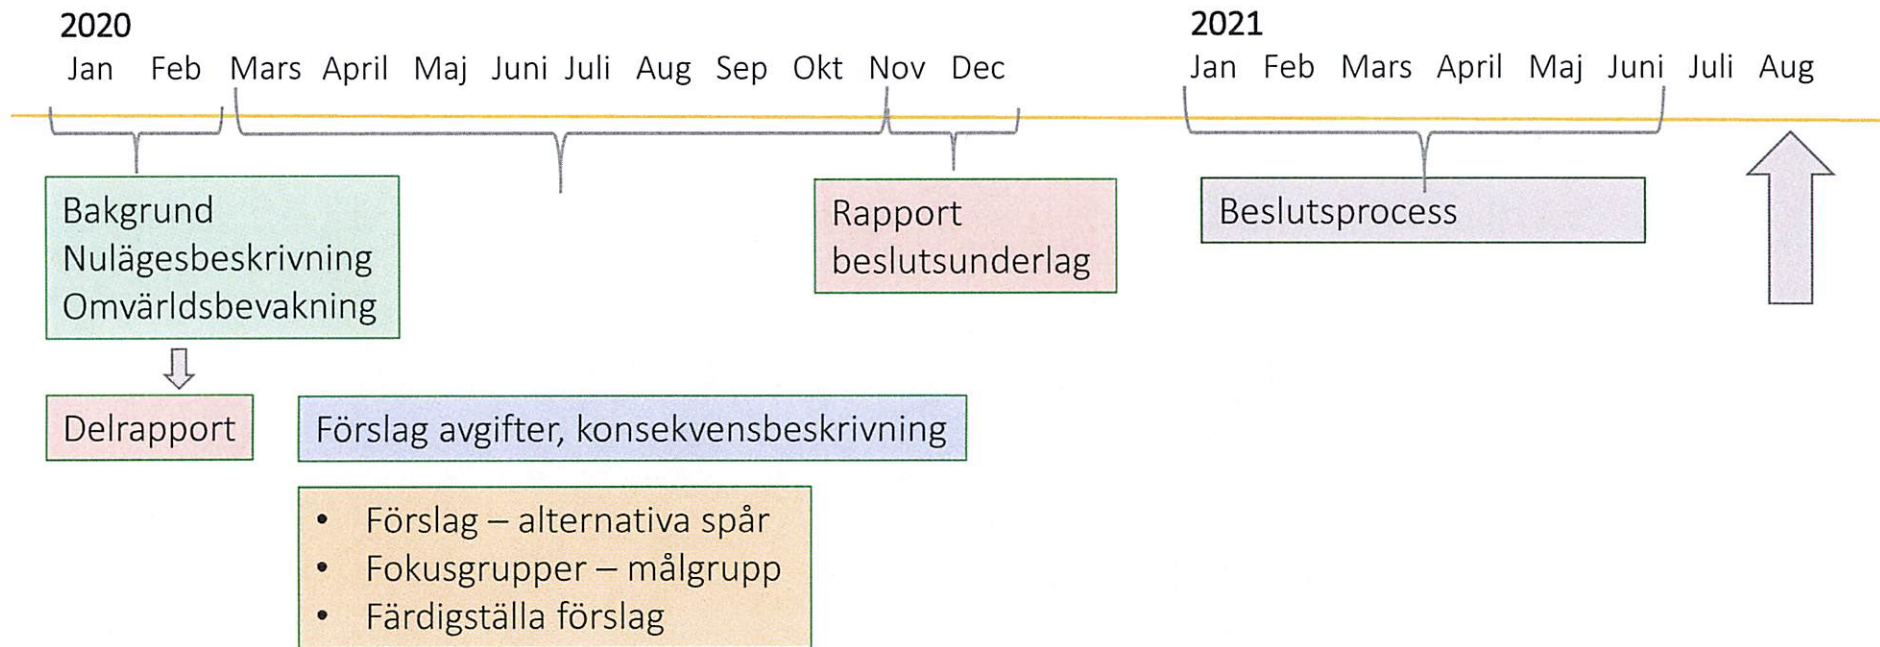 2020
Jan Feb Mars April Maj Juni Juli Aug Sep Okt Nov Dec
2021
Jan Feb Mars April Maj Juni Juli Aug
Bakgrund
Nulägesbeskrivning
Omvärldsbevakning
Rapport
beslutsunderlag
Beslutsprocess
Delrapport
Förslag avgifter, konsekvensbeskrivning
• Förslag – alternativa spår
• Fokusgrupper – målgrupp
• Färdigställa förslag